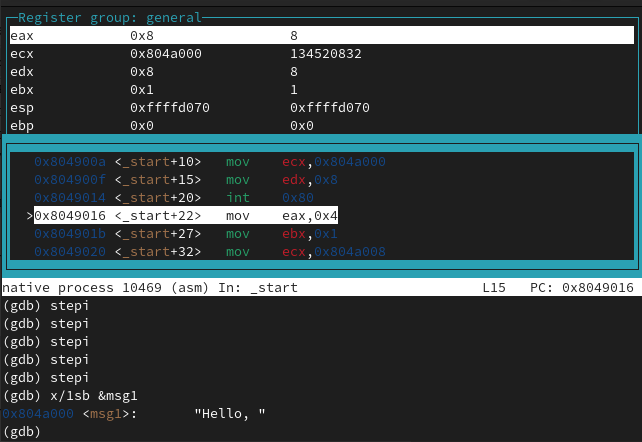 Register group: general
eax 0x8 8
ecx 0x804a000 134520832
edx 0x8 8
ebx 0x1 1
esp 0xffffd070 0xffffd070
ebp 0x0 0x0
0x804900a <_start+10> mov ecx,0x804a000
0x804900f <_start+15> mov edx,0x8
0x8049014 <_start+20> int 0x80
>0x8049016 <_start+22> mov eax,0x4
0x804901b <_start+27> mov ebx,0x1
0x8049020 <_start+32> mov ecx,0x804a008
native process 10469 (asm) In: _start L15 PC: 0x8049016
(gdb) stepi
(gdb) stepi
(gdb) stepi
(gdb) stepi
(gdb) stepi
(gdb) x/1sb &msg1
0x804a000 <msg1>: "Hello, "
(gdb)